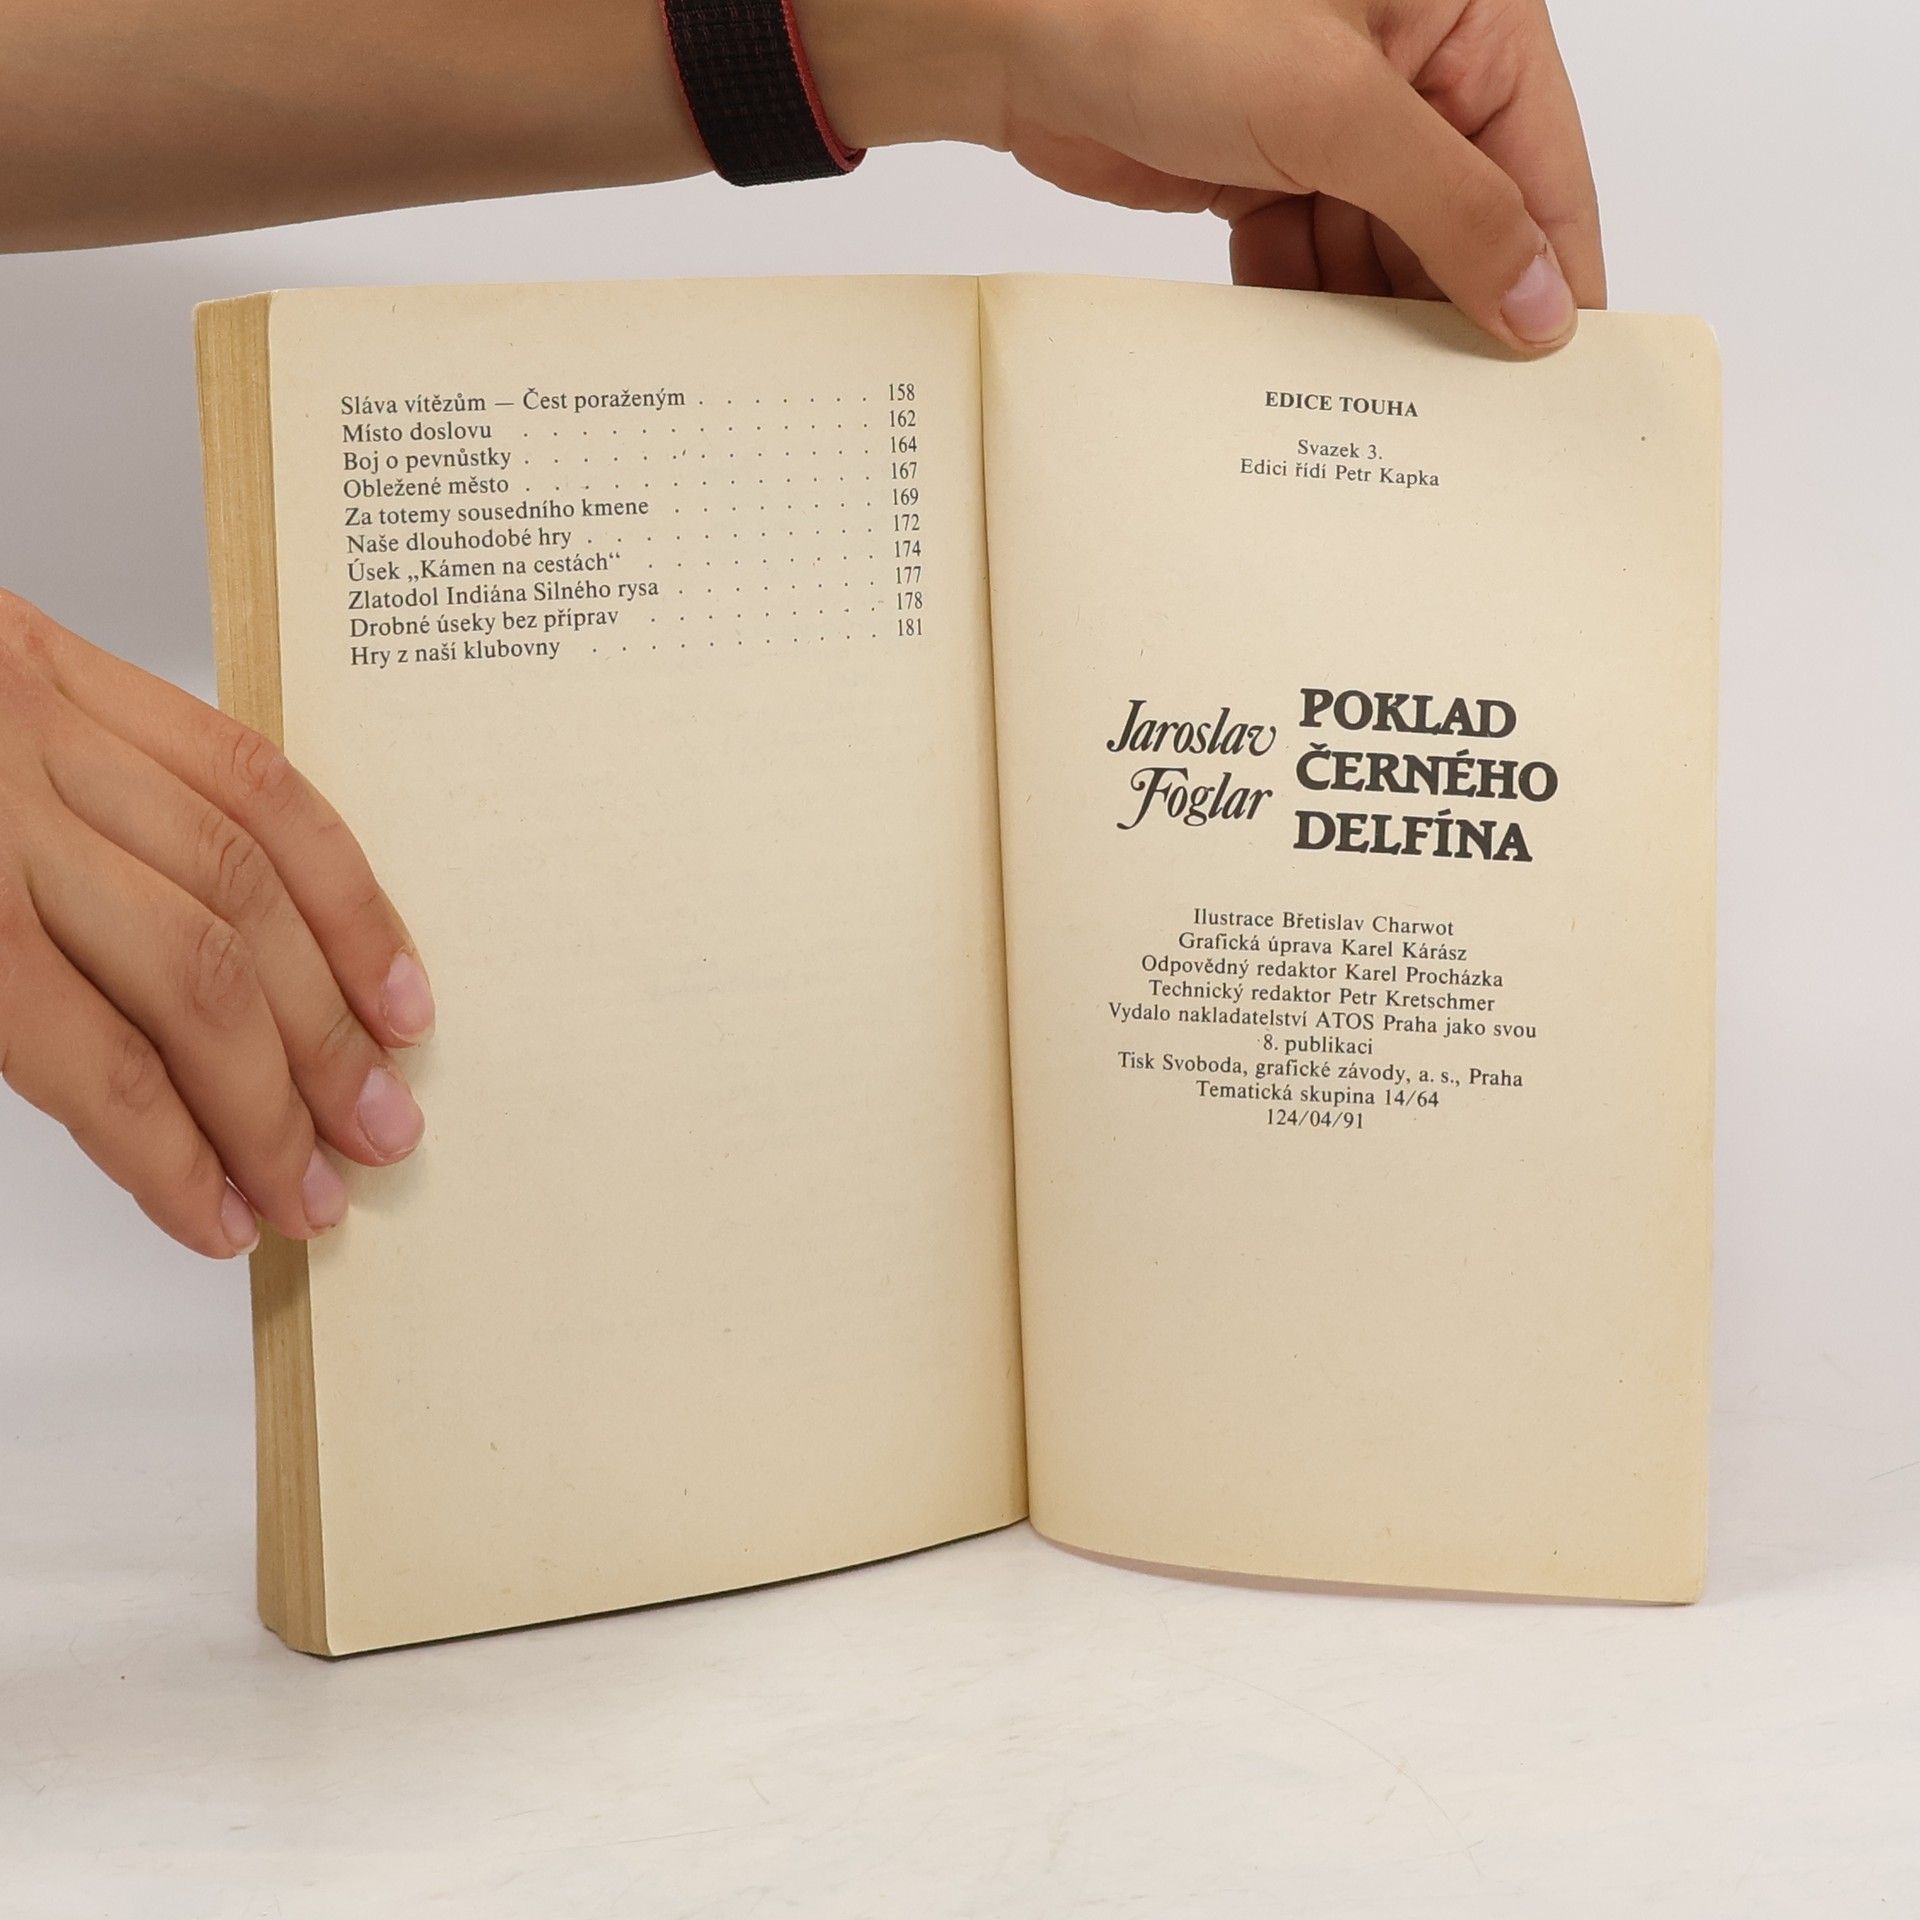 Sláva vítězům — Čest poraženým . . . . . . . 158
Místo doslovu . . . . . . . . . . . . 162
Boj o pevnůstky . . . . . . . . . . . . 164
Obležené město . . . . . . . . . . . . 167
Za totemy sousedního kmene . . . . . . . 169
Naše dlouhodobé hry . . . . . . . . . . 172
Úsek „Kámen na cestách“ . . . . . . . . 174
Zlatodol Indiána Silného rysa . . . . . . . 177
Drobné úseky bez příprav . . . . . . . . 178
Hry z naší klubovny . . . . . . . . . . 181
EDICE TOUHA
Svazek 3.
Edici řídí Petr Kapka
Jaroslav
Foglar
POKLAD
ČERNÉHO
DELFÍNA
Ilustrace Břetislav Charwot
Grafická úprava Karel Kárász
Odpovědný redaktor Karel Procházka
Technický redaktor Petr Kretschmer
Vydalo nakladatelství ATOS Praha jako svou
8. publikaci
Tisk Svoboda, grafické závody, a. s., Praha
Tematická skupina 14/64
124/04/91